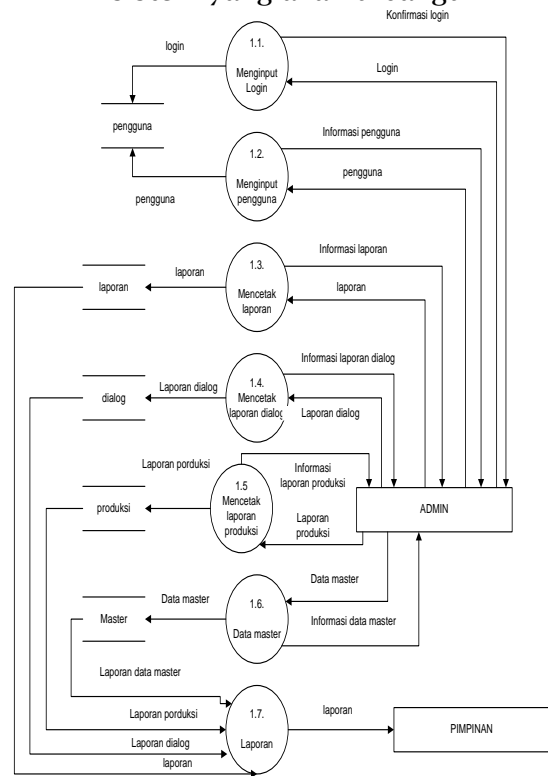 Konfirmasi login
login
1.1.
Menginput
Login
Login
pengguna
Informasi pengguna
1.2.
Menginput
pengguna
pengguna
pengguna
Informasi laporan
laporan
1.3.
Mencetak
laporan
laporan
laporan
Informasi laporan dialog
Laporan dialog
1.4.
Mencetak
laporan dialog
dialog
Laporan dialog
Laporan porduksi
Informasi
laporan produksi
1.5
Mencetak
laporan
produksi
produksi
ADMIN
Laporan
produksi
Data master
Data master
1.6.
Data master
Master
Informasi data master
Laporan data master
1.7.
Laporan
laporan
Laporan porduksi
PIMPINAN
Laporan dialog
laporan